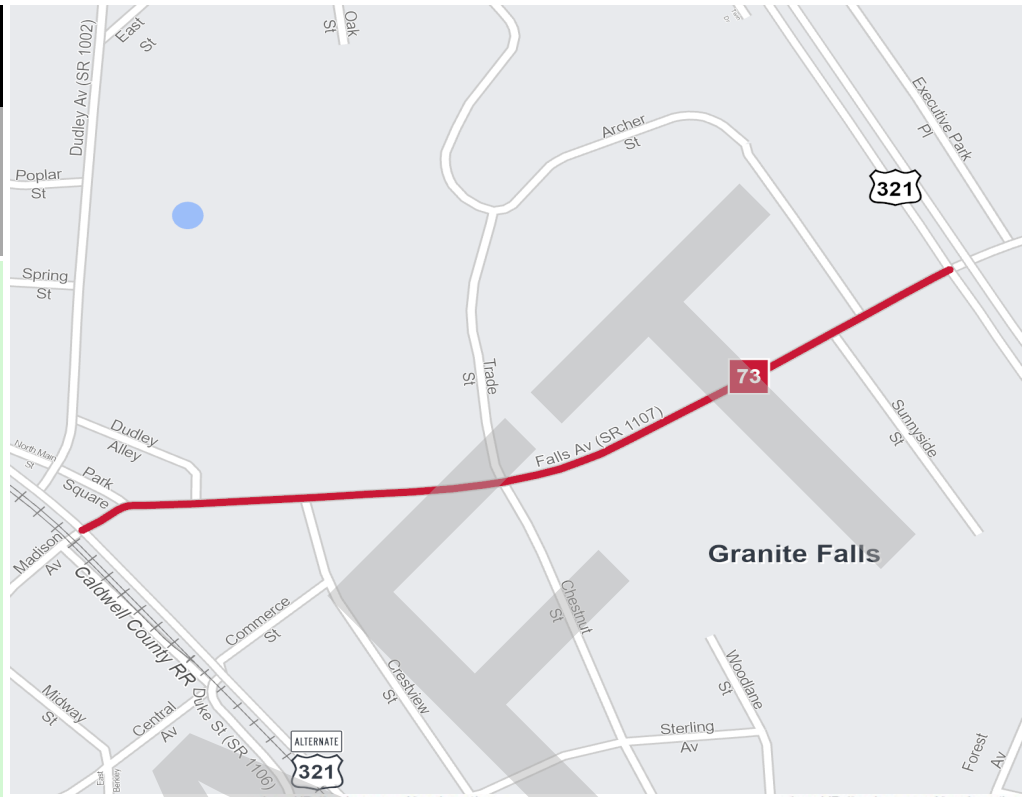 East
St
Oak
St
Dudley Av (SR 1002)
Executive Park
Pl
Archer
St
321
Poplar
St
Spring
St
Trade
St
73
Falls Av (SR 1107)
Sunnyside
St
Dudley
Alley
North Main
St
Park
Square
Madison
Av
Granite Falls
Caldwell County RR
Commerce
St
Chestnut
St
Crestview
St
Woodlane
St
Midway
St
Central
Av
Duke St (SR 1106)
Sterling
Av
Forest
Av
ALTERNATE
321
East
Berkley